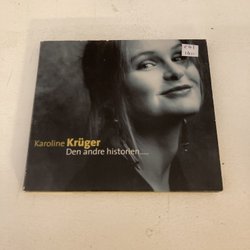 Karoline Krüger
Den andre historien.....